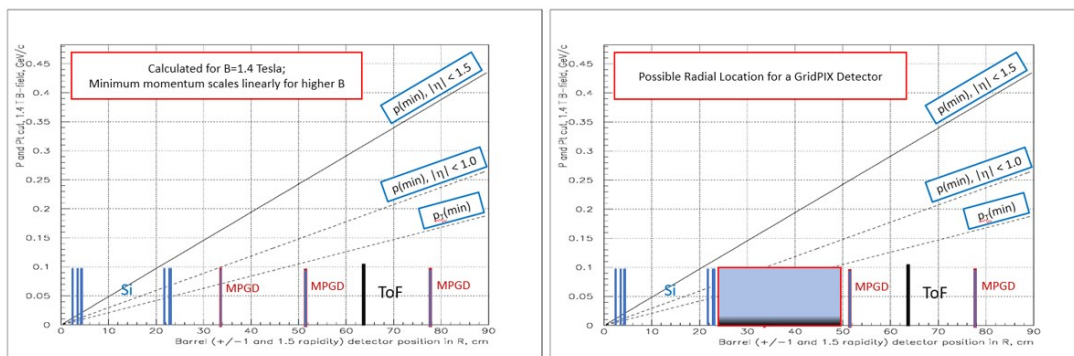 Calculated for B=1.4 Tesla;
Minimum momentum scales linearly for higher B
P and Pt cut, 1.4 T B-field, GeV/c
0.45
0.4
0.35
0.3
0.25
0.2
0.15
0.1
0.05
0
p(min), |η| < 1.5
p(min), |η| < 1.0
pT(min)
Si
MPGD
MPGD
ToF
MPGD
0 10 20 30 40 50 60 70 80 90
Barrel (+/-1 and 1.5 rapidity) detector position in R, cm
Possible Radial Location for a GridPIX Detector
P and Pt cut, 1.4 T B-field, GeV/c
0.45
0.4
0.35
0.3
0.25
0.2
0.15
0.1
0.05
0
p(min), |η| < 1.5
p(min), |η| < 1.0
pT(min)
Si
MPGD
ToF
MPGD
0 10 20 30 40 50 60 70 80 90
Barrel (+/-1 and 1.5 rapidity) detector position in R, cm